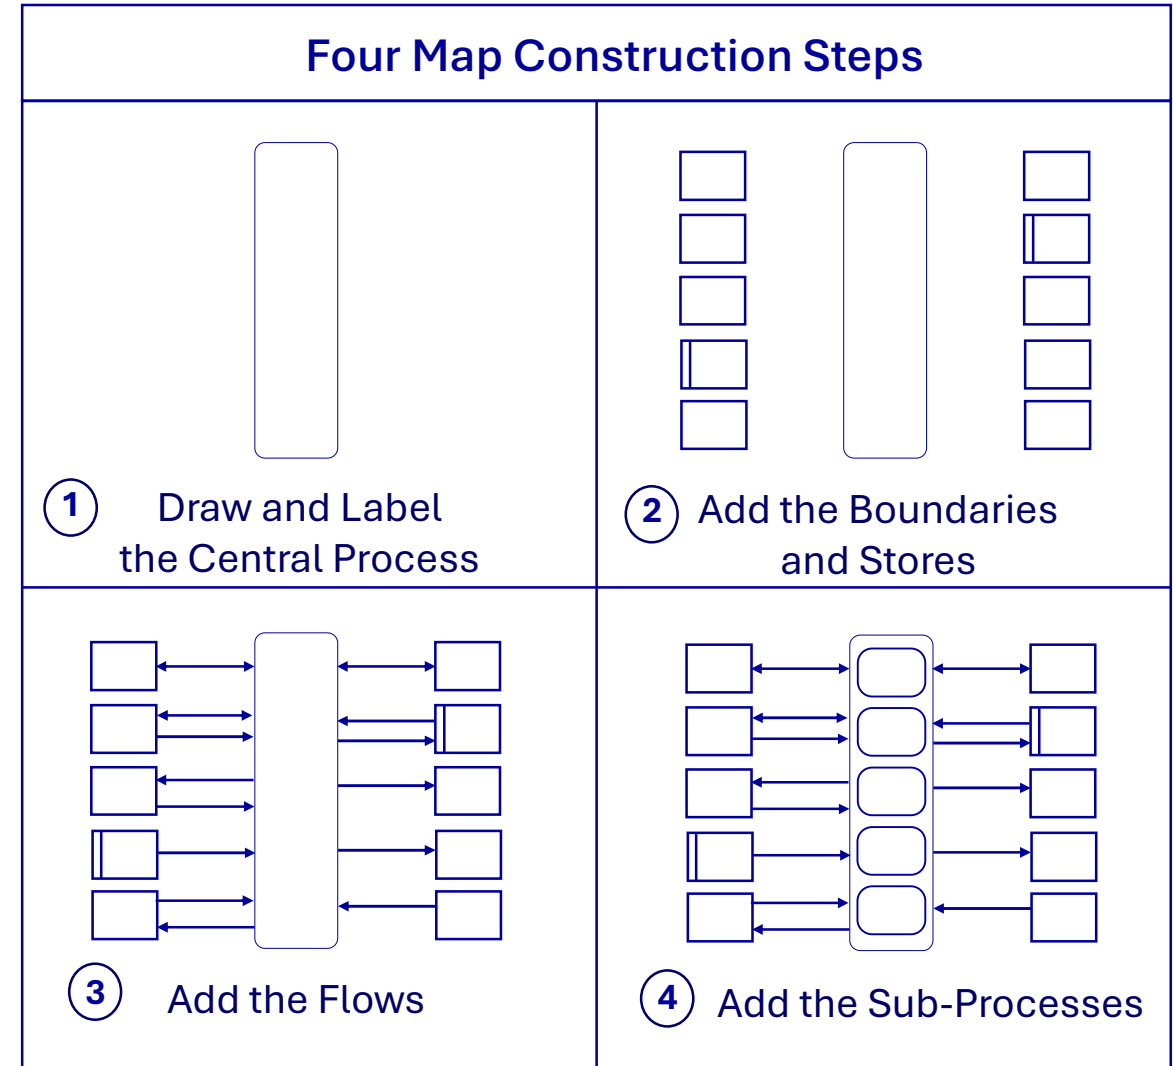 Four Map Construction Steps
1
Draw and Label
the Central Process
2
Add the Boundaries
and Stores
3
Add the Flows
4
Add the Sub-Processes